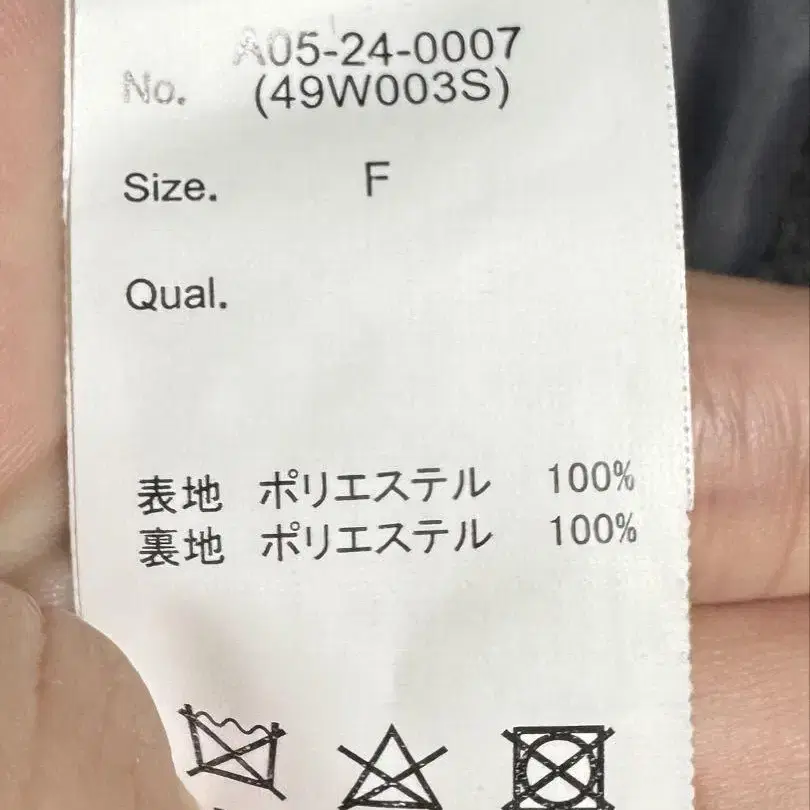 A05-24-0007
No. (49W003S)
Size. F
Qual.
表地 ポリエステル 100%
裏地 ポリエステル 100%